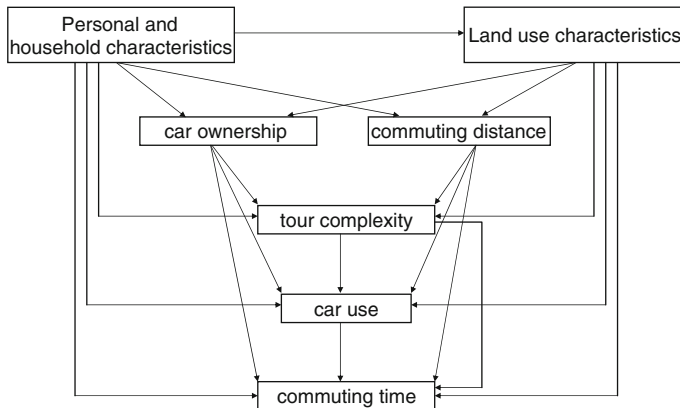 Personal and
household characteristics
Land use characteristics
car ownership
commuting distance
tour complexity
car use
commuting time